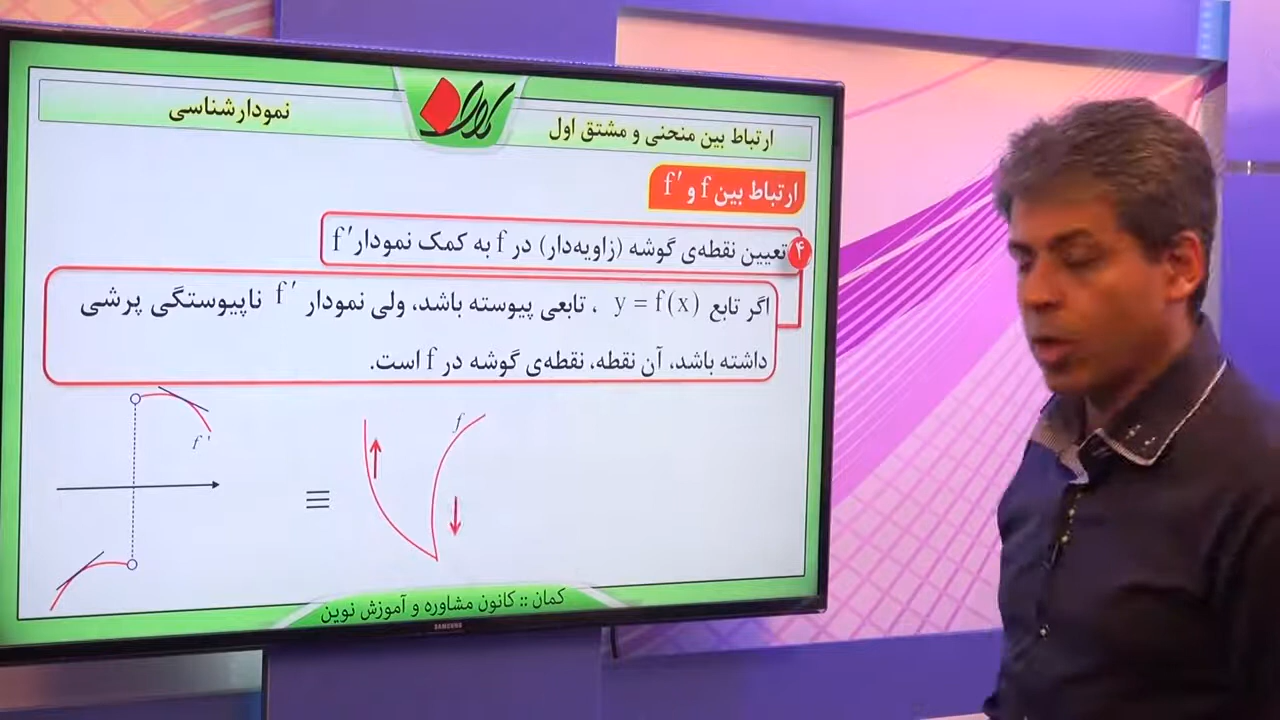 ارتباط بین منحنی و مشتق اول
نمودارشناسی
کمان
ارتباط بین f و f′
۴
تعیین نقطه‌ی گوشه (زاویه‌دار) در f به کمک نمودار f′
اگر تابع y = f(x) ، تابعی پیوسته باشد، ولی نمودار f′ ناپیوستگی پرشی
داشته باشد، آن نقطه، نقطه‌ی گوشه در f است.
f′
≡
f
کمان :: کانون مشاوره و آموزش نوین
SAMSUNG